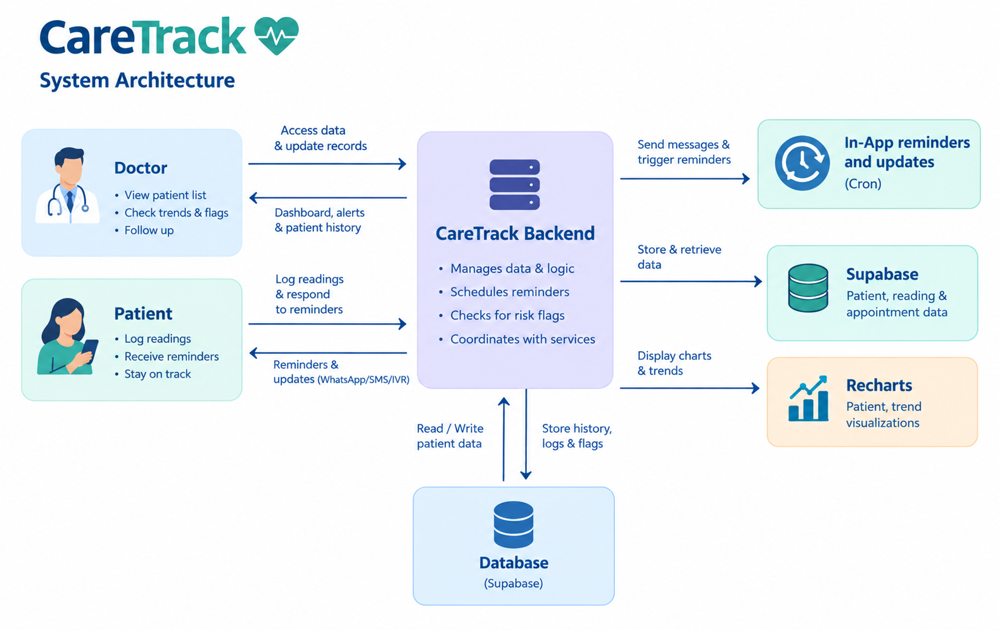 CareTrack
System Architecture
Doctor
• View patient list
• Check trends & flags
• Follow up
Access data
& update records
Dashboard, alerts
& patient history
Patient
• Log readings
• Receive reminders
• Stay on track
Log readings
& respond
to reminders
Reminders &
updates (WhatsApp/SMS/IVR)
CareTrack Backend
• Manages data & logic
• Schedules reminders
• Checks for risk flags
• Coordinates with services
Send messages &
trigger reminders
In-App reminders
and updates
(Cron)
Store & retrieve
data
Supabase
Patient, reading &
appointment data
Display charts
& trends
Recharts
Patient, trend
visualizations
Read / Write
patient data
Store history,
logs & flags
Database
(Supabase)